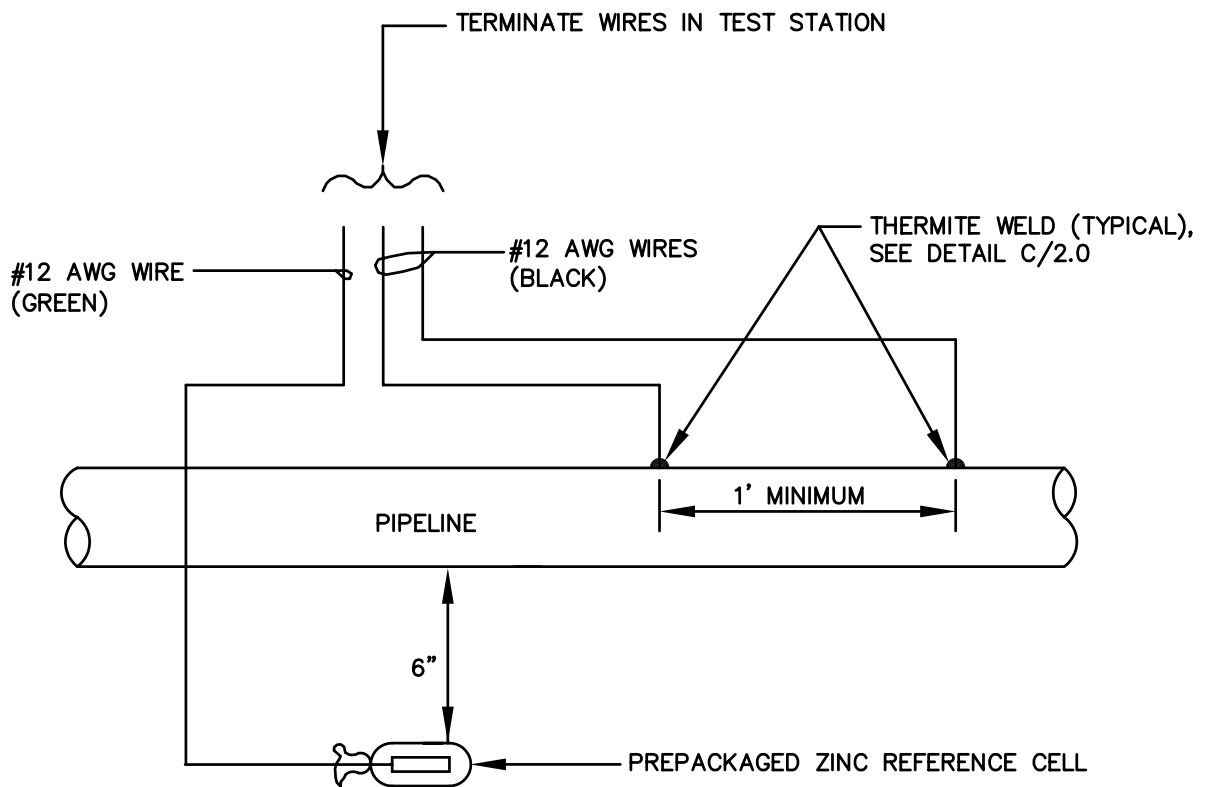 TERMINATE WIRES IN TEST STATION
#12 AWG WIRE
(GREEN)
#12 AWG WIRES
(BLACK)
THERMITE WELD (TYPICAL),
SEE DETAIL C/2.0
1' MINIMUM
PIPELINE
6"
PREPACKAGED ZINC REFERENCE CELL